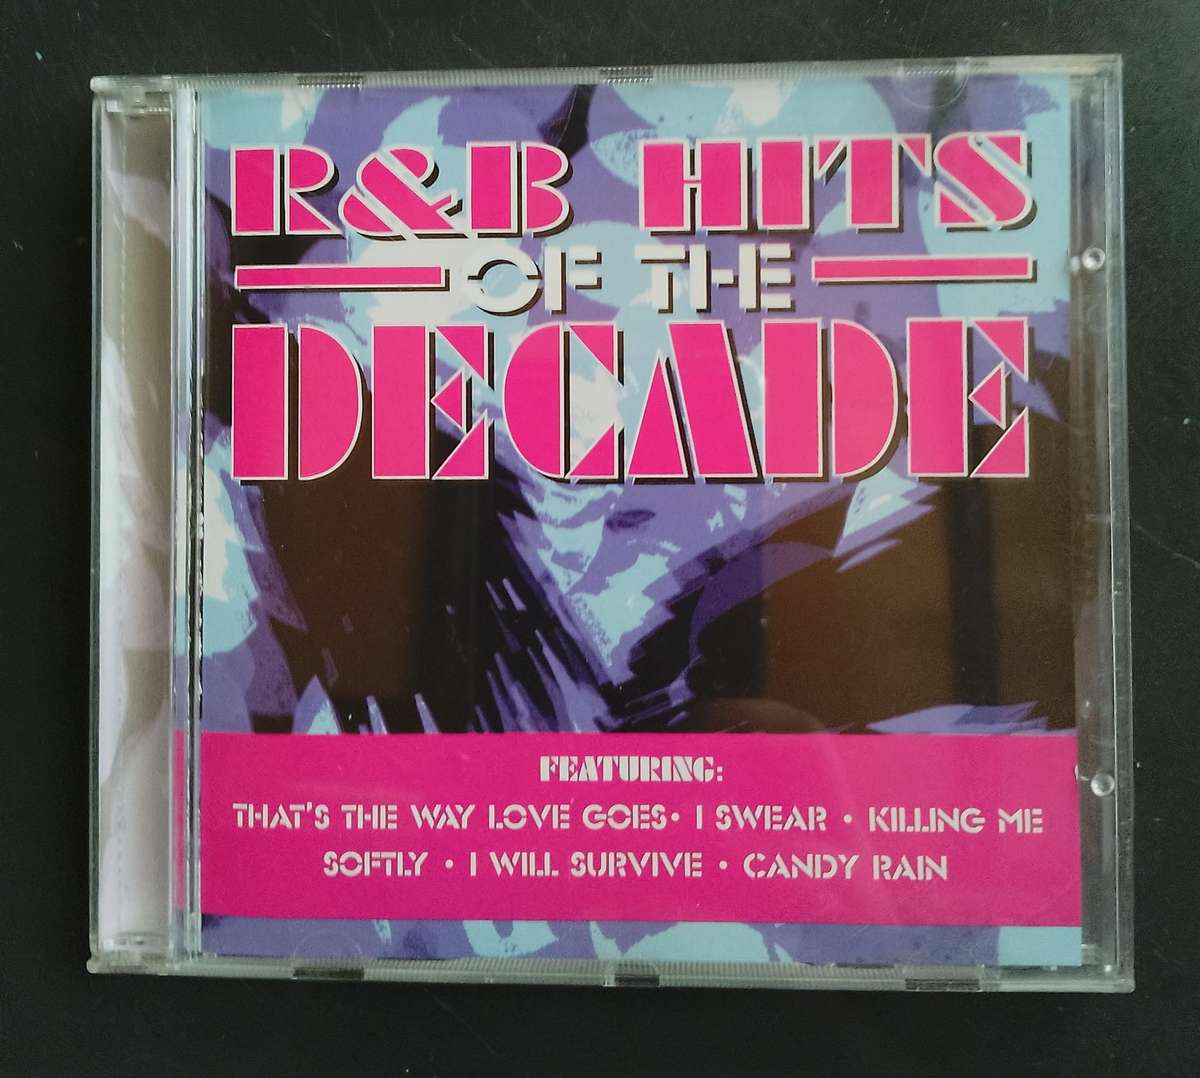 R&B HITS
OF THE
DECADE
FEATURING:
THAT'S THE WAY LOVE GOES • I SWEAR • KILLING ME
SOFTLY • I WILL SURVIVE • CANDY RAIN